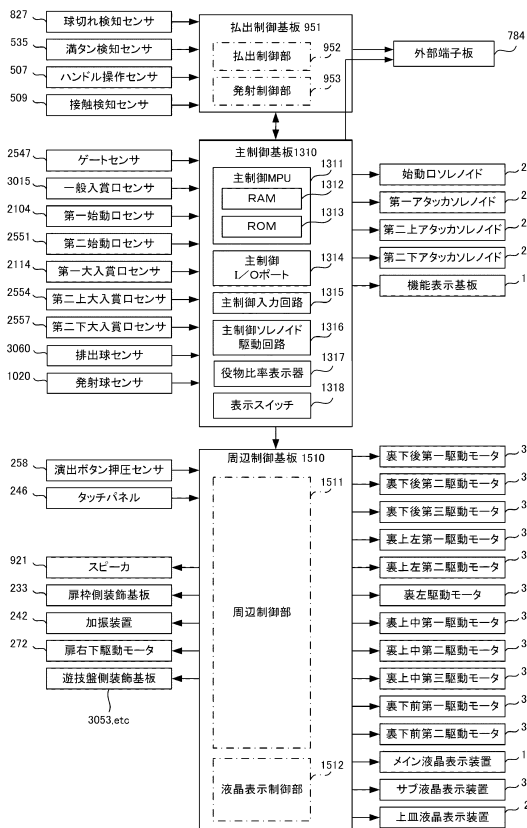 827 球切れ検知センサ
535 満タン検知センサ
507 ハンドル操作センサ
509 接触検知センサ
払出制御基板 951
払出制御部 952
発射制御部 953
外部端子板 784
2547 ゲートセンサ
3015 一般入賞口センサ
2104 第一始動口センサ
2551 第二始動口センサ
2114 第一大入賞口センサ
2554 第二上大入賞口センサ
2557 第二下大入賞口センサ
3060 排出球センサ
1020 発射球センサ
主制御基板1310
主制御MPU 1311
RAM 1312
ROM 1313
主制御
I/Oポート 1314
主制御入力回路 1315
主制御ソレノイド
駆動回路 1316
役物比率表示器 1317
表示スイッチ 1318
始動口ソレノイド 2
第一アタッカソレノイド 2
第二上アタッカソレノイド 2
第二下アタッカソレノイド 2
機能表示基板 1
258 演出ボタン押圧センサ
246 タッチパネル
921 スピーカ
233 扉枠側装飾基板
242 加振装置
272 扉右下駆動モータ
遊技盤側装飾基板
3053,etc
周辺制御基板 1510
1511
周辺制御部
1512
液晶表示制御部
裏下後第一駆動モータ 3
裏下後第二駆動モータ 3
裏下後第三駆動モータ 3
裏上左第一駆動モータ 3
裏上左第二駆動モータ 3
裏左駆動モータ 3
裏上中第一駆動モータ 3
裏上中第二駆動モータ 3
裏上中第三駆動モータ 3
裏下前第一駆動モータ 3
裏下前第二駆動モータ 3
メイン液晶表示装置 1
サブ液晶表示装置 3
上皿液晶表示装置 2